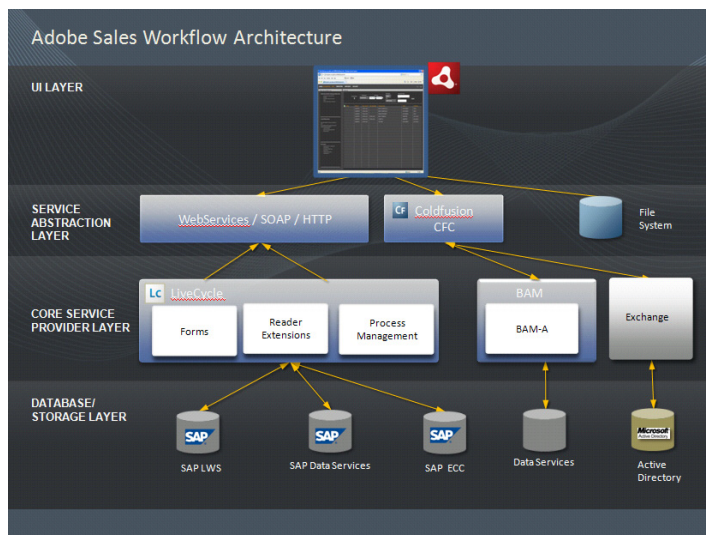 Adobe Sales Workflow Architecture
UI LAYER
SERVICE
ABSTRACTION
LAYER
WebServices / SOAP / HTTP
CF
Coldfusion
CFC
File
System
CORE SERVICE
PROVIDER LAYER
Lc
LiveCycle
Forms
Reader
Extensions
Process
Management
BAM
BAM-A
Exchange
DATABASE/
STORAGE LAYER
SAP
SAP LWS
SAP
SAP Data Services
SAP
SAP ECC
Data Services
Microsoft
Active Directory
Active
Directory